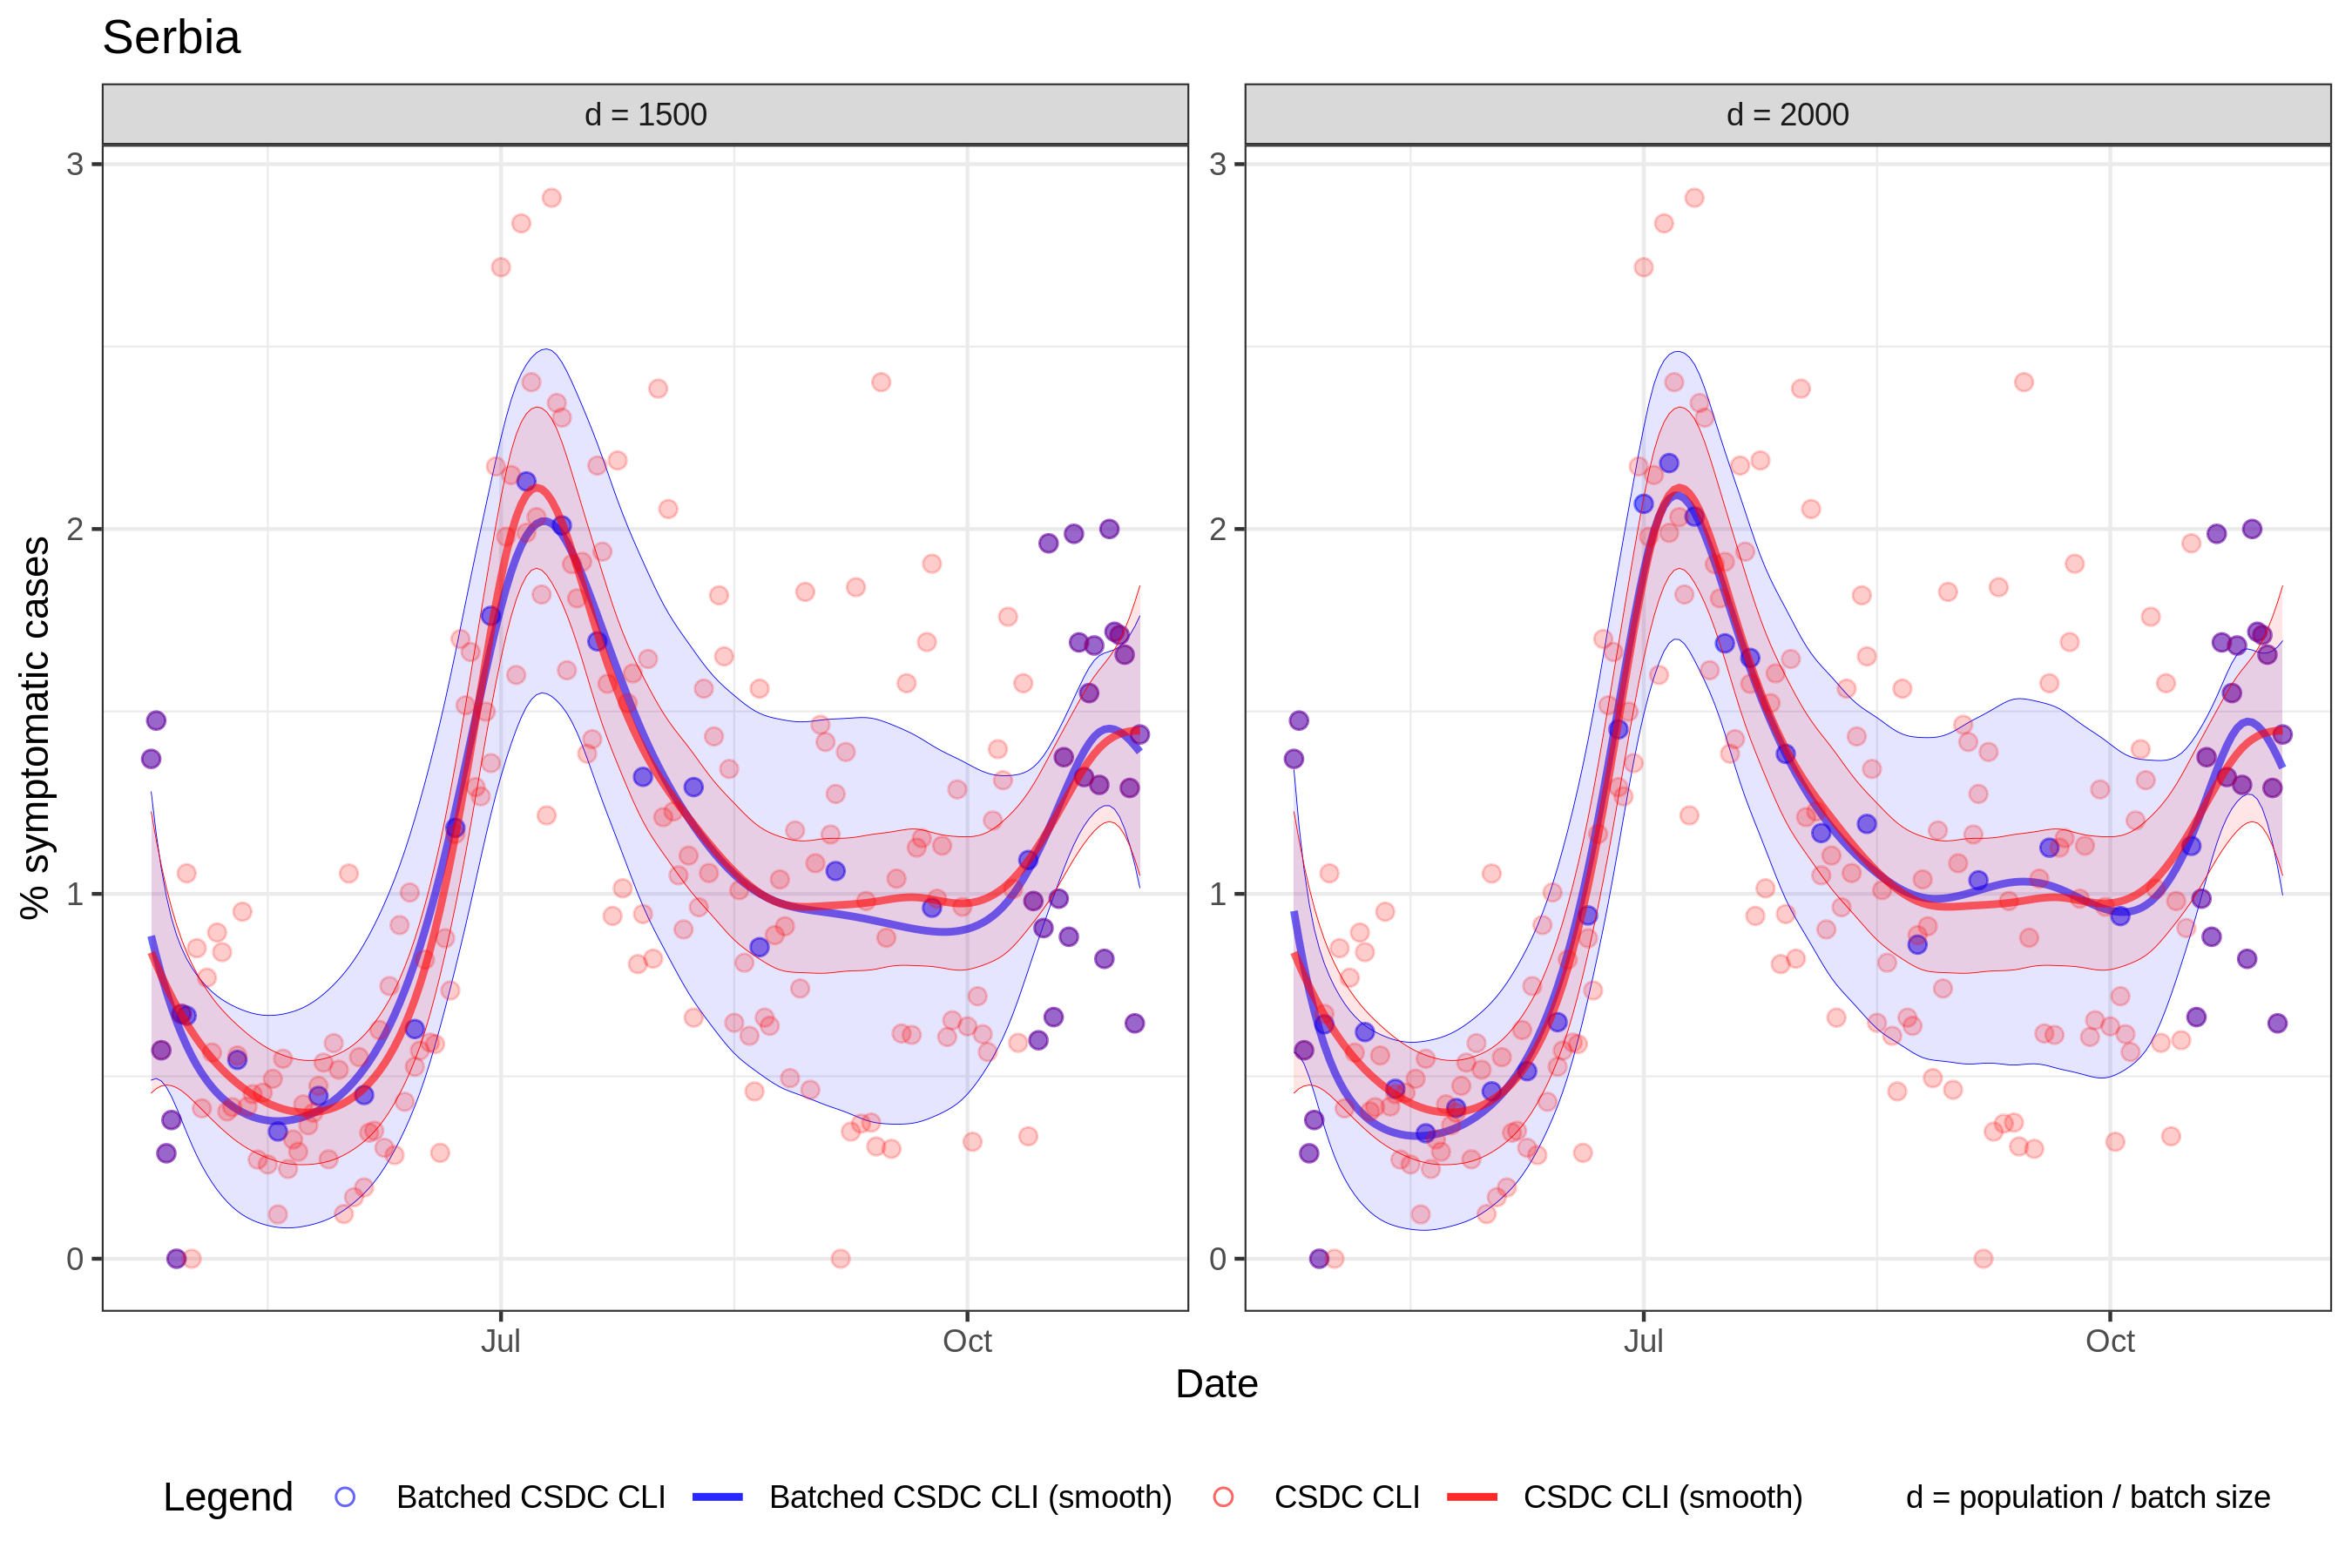 Serbia
d = 1500
d = 2000
% symptomatic cases
3
2
1
0
3
2
1
0
Jul
Oct
Jul
Oct
Date
Legend
Batched CSDC CLI
Batched CSDC CLI (smooth)
CSDC CLI
CSDC CLI (smooth)
d = population / batch size